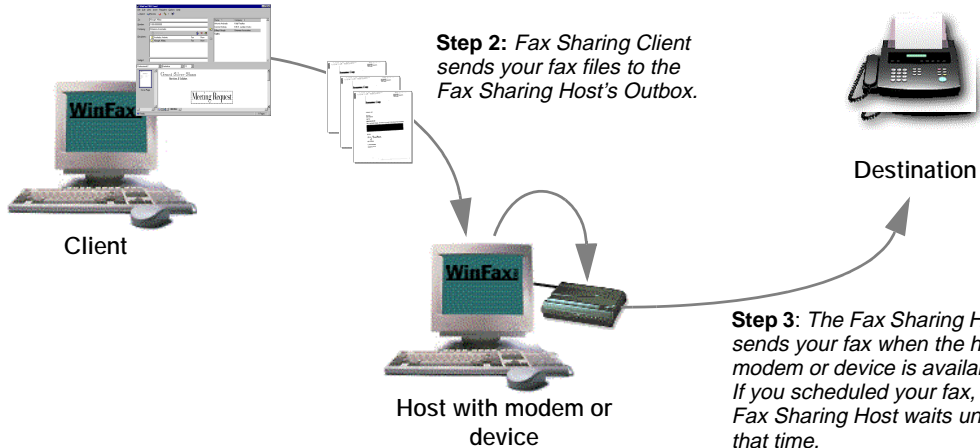 Step 2: Fax Sharing Client
sends your fax files to the
Fax Sharing Host's Outbox.
Meeting Request
WinFax
Destination
Client
WinFax
Step 3: The Fax Sharing H
sends your fax when the h
modem or device is availa
If you scheduled your fax,
Fax Sharing Host waits un
that time.
Host with modem or
device